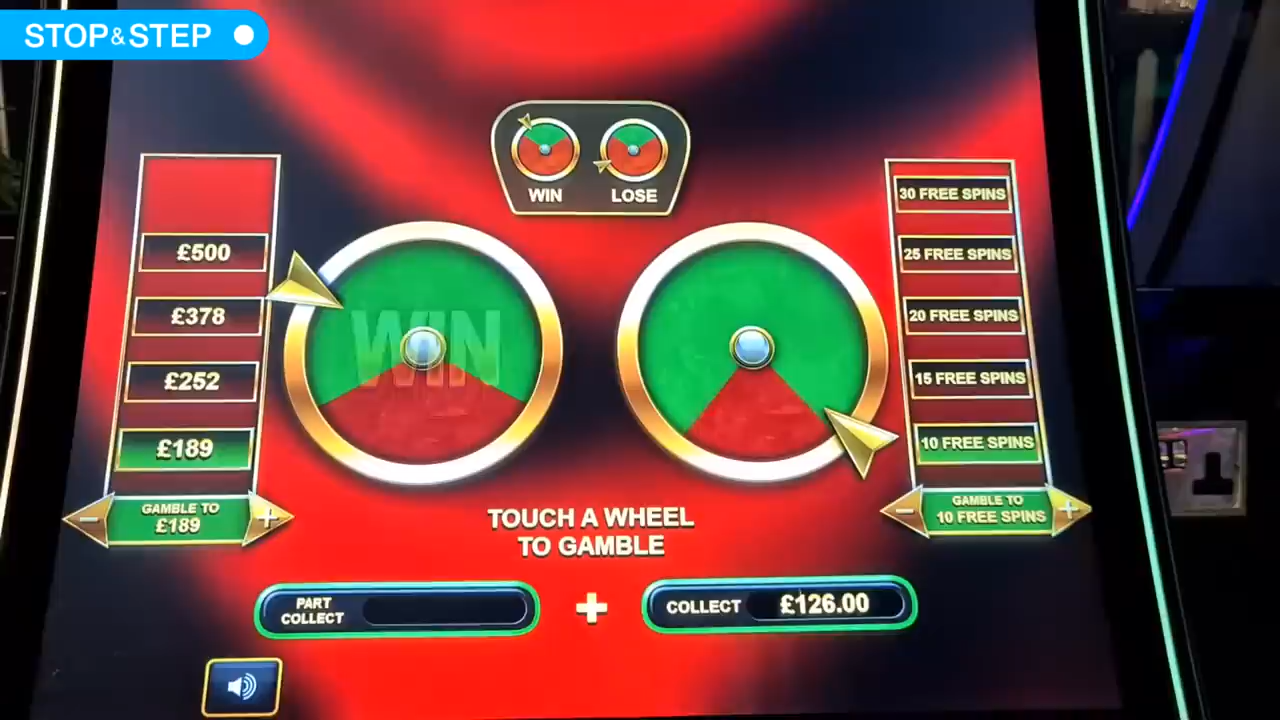 STOP&STEP
WIN
LOSE
£500
£378
£252
£189
GAMBLE TO
£189
WIN
30 FREE SPINS
25 FREE SPINS
20 FREE SPINS
15 FREE SPINS
10 FREE SPINS
GAMBLE TO
10 FREE SPINS
TOUCH A WHEEL
TO GAMBLE
PART
COLLECT
+
COLLECT £126.00